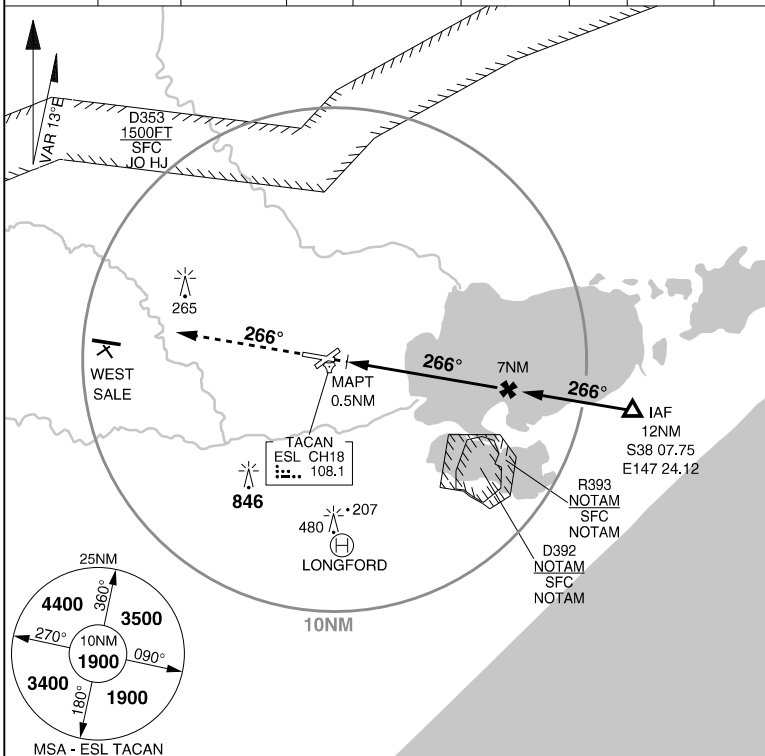 VAR 13°E
D353
1500FT
SFC
JO HJ
265
266°
WEST
SALE
MAPT
0.5NM
266°
7NM
266°
IAF
12NM
S38 07.75
E147 24.12
TACAN
ESL CH18
108.1
846
480
207
LONGFORD
R393
NOTAM
SFC
NOTAM
D392
NOTAM
SFC
NOTAM
10NM
25NM
4400
360°
3500
270°
10NM
1900
090°
3400
180°
1900
MSA - ESL TACAN